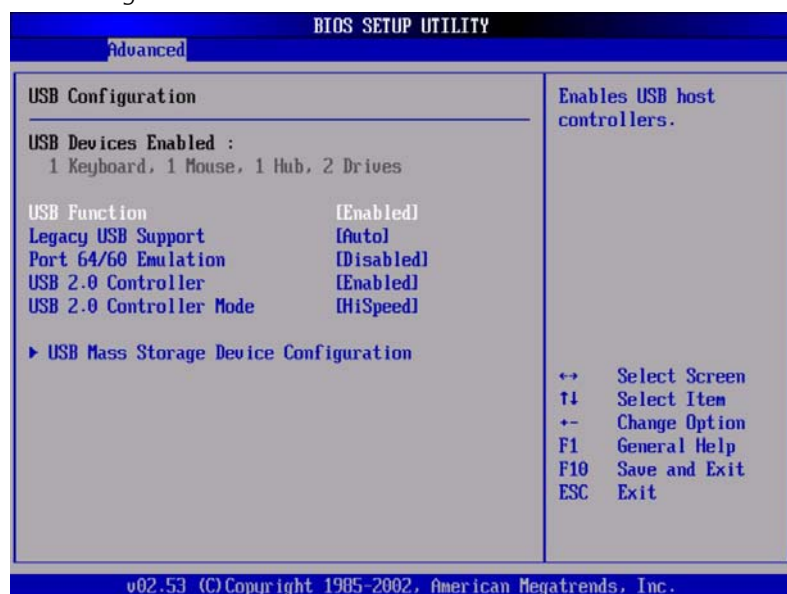 BIOS SETUP UTILITY
Advanced
USB Configuration
USB Devices Enabled :
1 Keyboard, 1 Mouse, 1 Hub, 2 Drives
USB Function [Enabled]
Legacy USB Support [Auto]
Port 64/60 Emulation [Disabled]
USB 2.0 Controller [Enabled]
USB 2.0 Controller Mode [HiSpeed]
► USB Mass Storage Device Configuration
Enables USB host
controllers.
↔ Select Screen
↑↓ Select Item
+- Change Option
F1 General Help
F10 Save and Exit
ESC Exit
v02.53 (C)Copyright 1985-2002, American Megatrends, Inc.